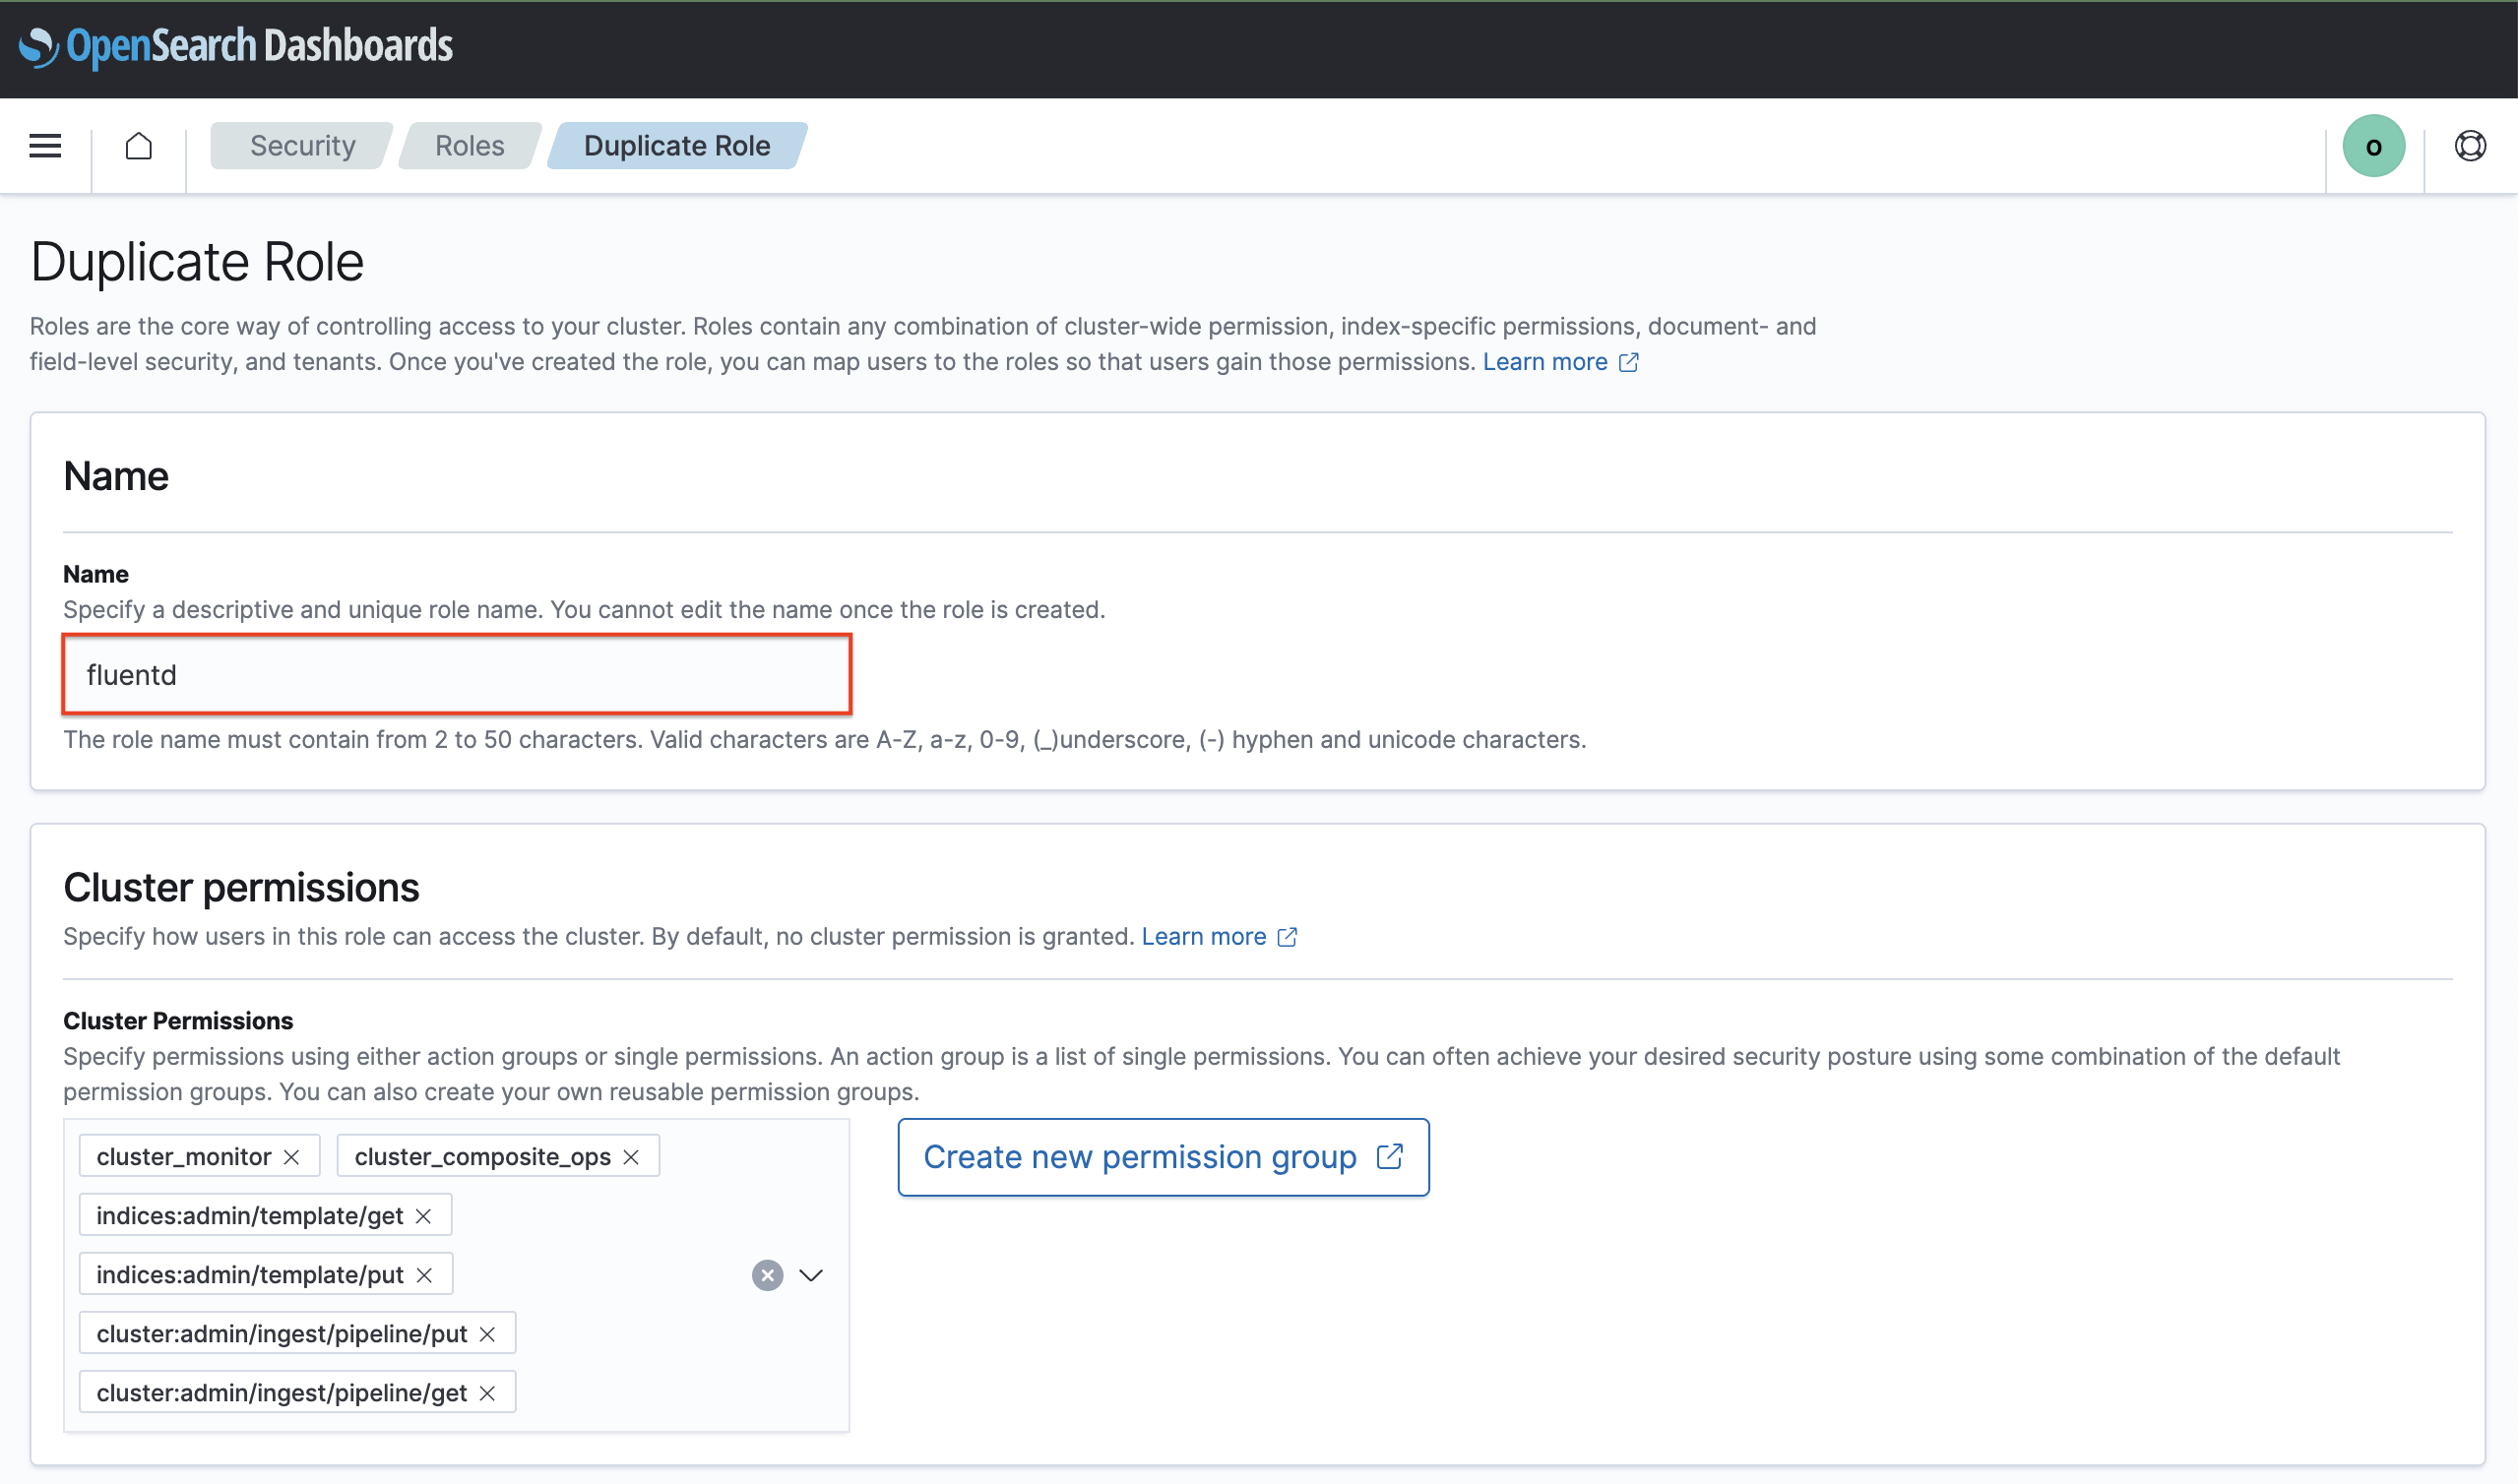 OpenSearch Dashboards
Security
Roles
Duplicate Role
o
Duplicate Role
Roles are the core way of controlling access to your cluster. Roles contain any combination of cluster-wide permission, index-specific permissions, document- and
field-level security, and tenants. Once you've created the role, you can map users to the roles so that users gain those permissions. Learn more
Name
Name
Specify a descriptive and unique role name. You cannot edit the name once the role is created.
fluentd
The role name must contain from 2 to 50 characters. Valid characters are A-Z, a-z, 0-9, (_)underscore, (-) hyphen and unicode characters.
Cluster permissions
Specify how users in this role can access the cluster. By default, no cluster permission is granted. Learn more
Cluster Permissions
Specify permissions using either action groups or single permissions. An action group is a list of single permissions. You can often achieve your desired security posture using some combination of the default
permission groups. You can also create your own reusable permission groups.
cluster_monitor
cluster_composite_ops
Create new permission group
indices:admin/template/get
indices:admin/template/put
cluster:admin/ingest/pipeline/put
cluster:admin/ingest/pipeline/get